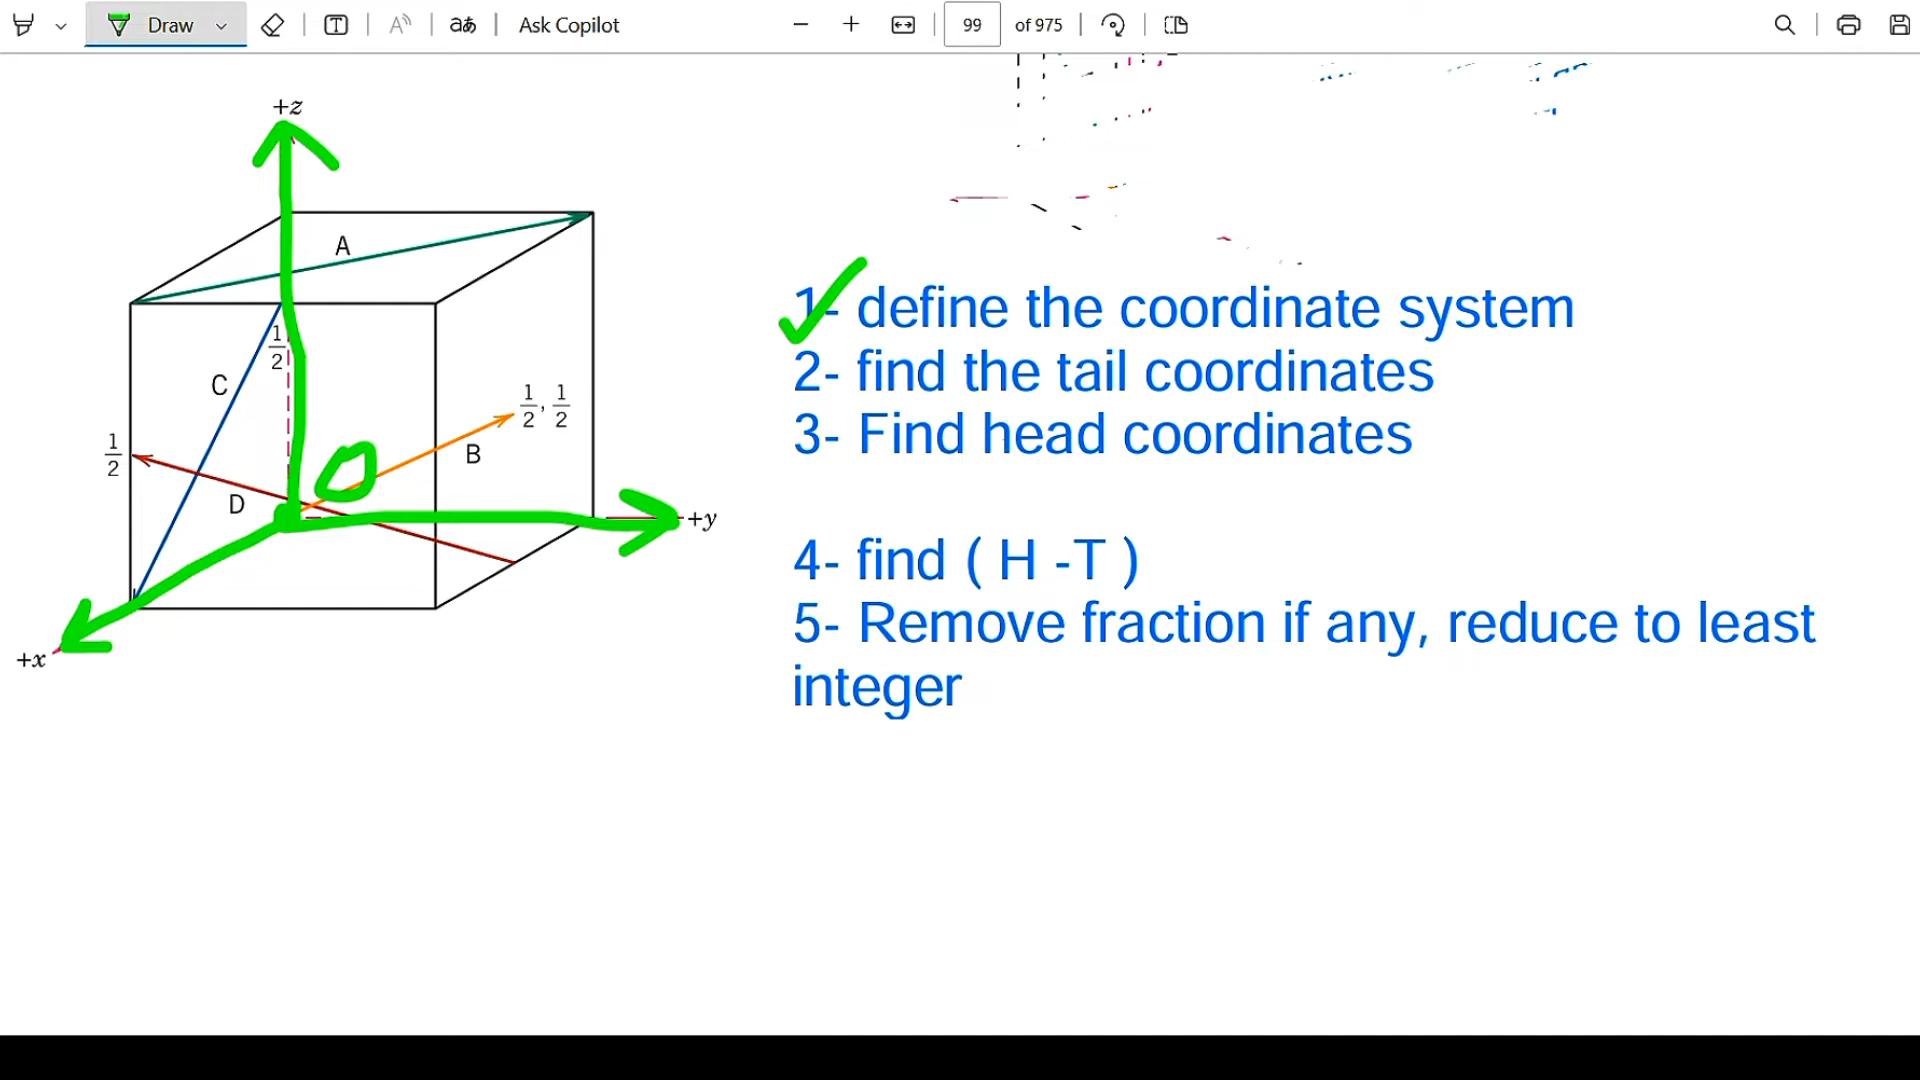 Draw
aあ
Ask Copilot
99 of 975
+z
A
1/2
C
1/2, 1/2
B
1/2
D
O
+y
+x
1- define the coordinate system
2- find the tail coordinates
3- Find head coordinates
4- find ( H -T )
5- Remove fraction if any, reduce to least
integer